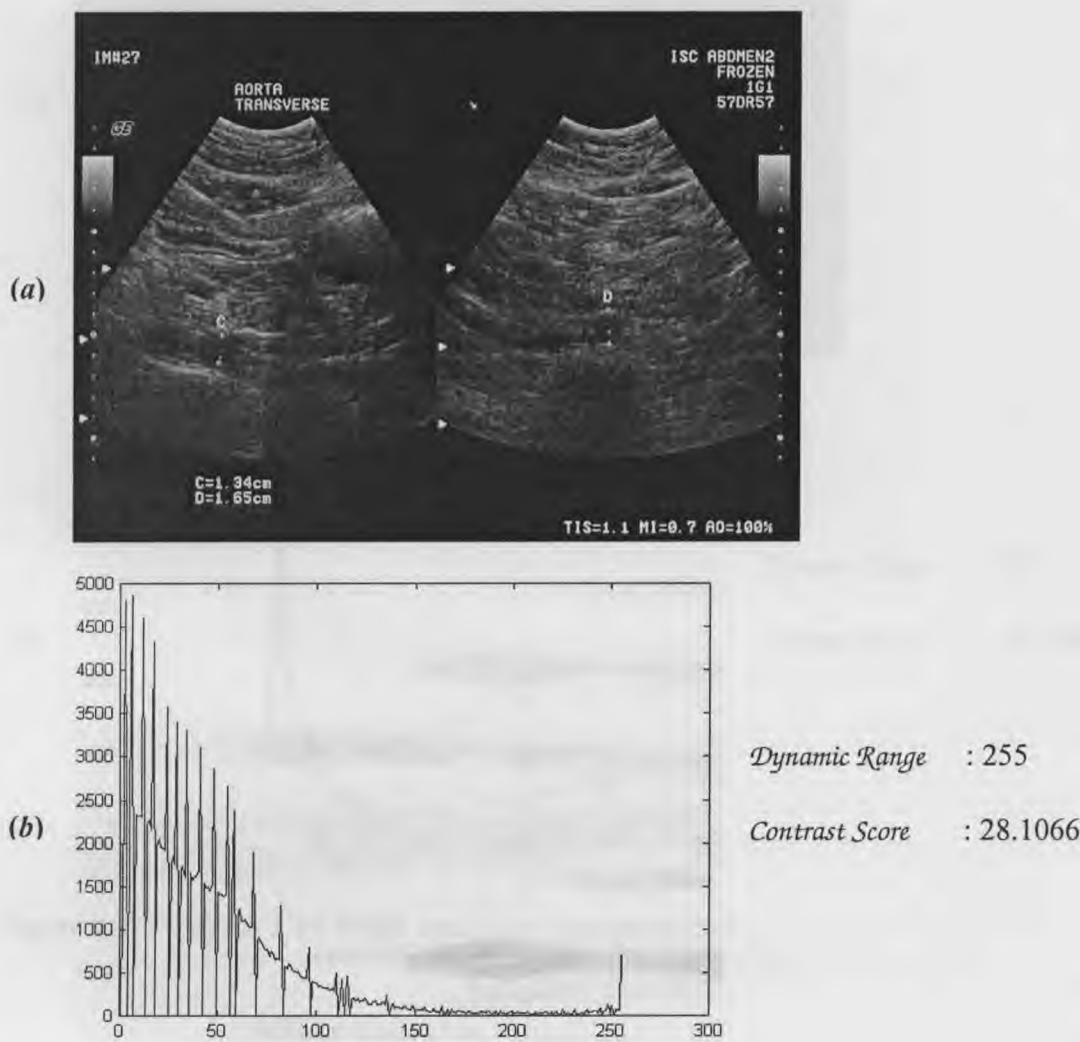 IM#27
ISC ABDMEN2
FROZEN
1G1
57DR57
AORTA
TRANSVERSE
GE
(a)
C
D
C=1.34cm
D=1.65cm
TIS=1.1 MI=0.7 AO=100%
5000
4500
4000
3500
3000
2500
2000
1500
1000
500
0
0 50 100 150 200 250 300
(b)
Dynamic Range : 255
Contrast Score : 28.1066